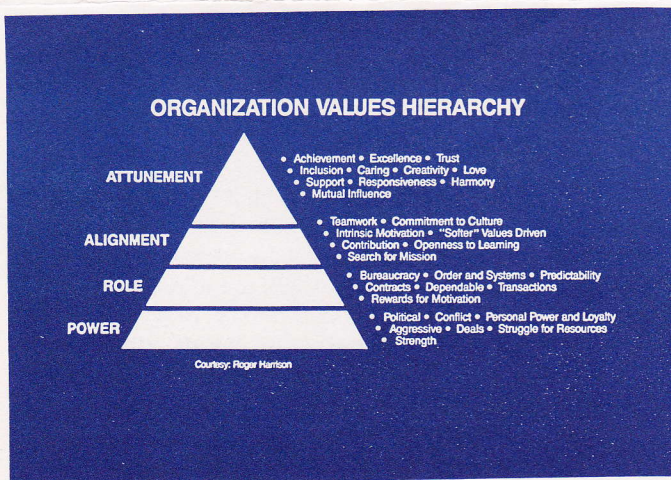 ORGANIZATION VALUES HIERARCHY
ATTUNEMENT
• Achievement • Excellence • Trust
• Inclusion • Caring • Creativity • Love
• Support • Responsiveness • Harmony
• Mutual Influence
ALIGNMENT
• Teamwork • Commitment to Culture
• Intrinsic Motivation • "Softer" Values Driven
• Contribution • Openness to Learning
• Search for Mission
ROLE
• Bureaucracy • Order and Systems • Predictability
• Contracts • Dependable • Transactions
• Rewards for Motivation
POWER
• Political • Conflict • Personal Power and Loyalty
• Aggressive • Deals • Struggle for Resources
• Strength
Courtesy: Roger Harrison